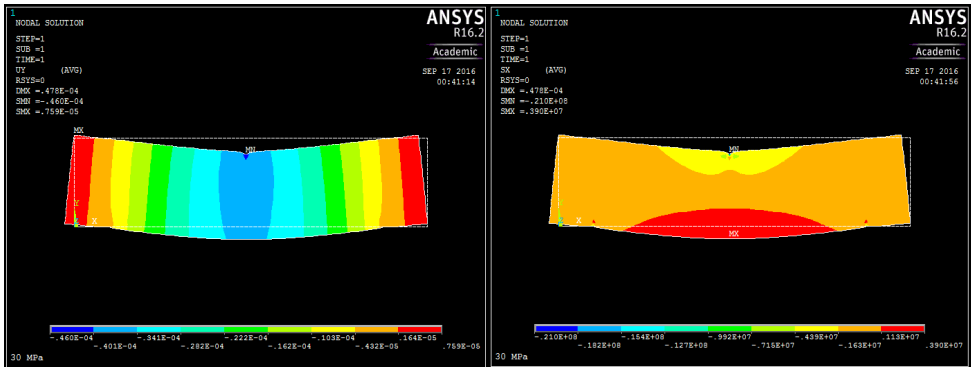 1
NODAL SOLUTION
STEP=1
SUB =1
TIME=1
UY (AVG)
RSYS=0
DMX =.478E-04
SMN =-.460E-04
SMX =.759E-05
ANSYS
R16.2
Academic
SEP 17 2016
00:41:14
MX
MN
Y
Z X
-.460E-04 -.341E-04 -.222E-04 -.103E-04 .164E-05
-.401E-04 -.282E-04 -.162E-04 -.432E-05 .759E-05
30 MPa
1
NODAL SOLUTION
STEP=1
SUB =1
TIME=1
SX (AVG)
RSYS=0
DMX =.478E-04
SMN =-.210E+08
SMX =.390E+07
ANSYS
R16.2
Academic
SEP 17 2016
00:41:56
MN
Y
Z X
MX
-.210E+08 -.154E+08 -.992E+07 -.439E+07 .113E+07
-.182E+08 -.127E+08 -.715E+07 -.163E+07 .390E+07
30 MPa